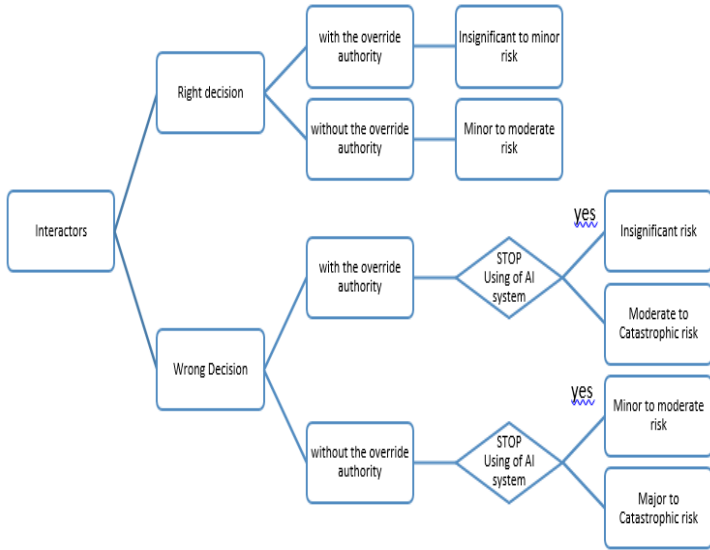 with the override
authority
Insignificant to minor
risk
Right decision
without the override
authority
Minor to moderate
risk
Interactors
yes
Insignificant risk
with the override
authority
STOP
Using of AI
system
Moderate to
Catastrophic risk
Wrong Decision
yes
Minor to moderate
risk
without the override
authority
STOP
Using of AI
system
Major to
Catastrophic risk